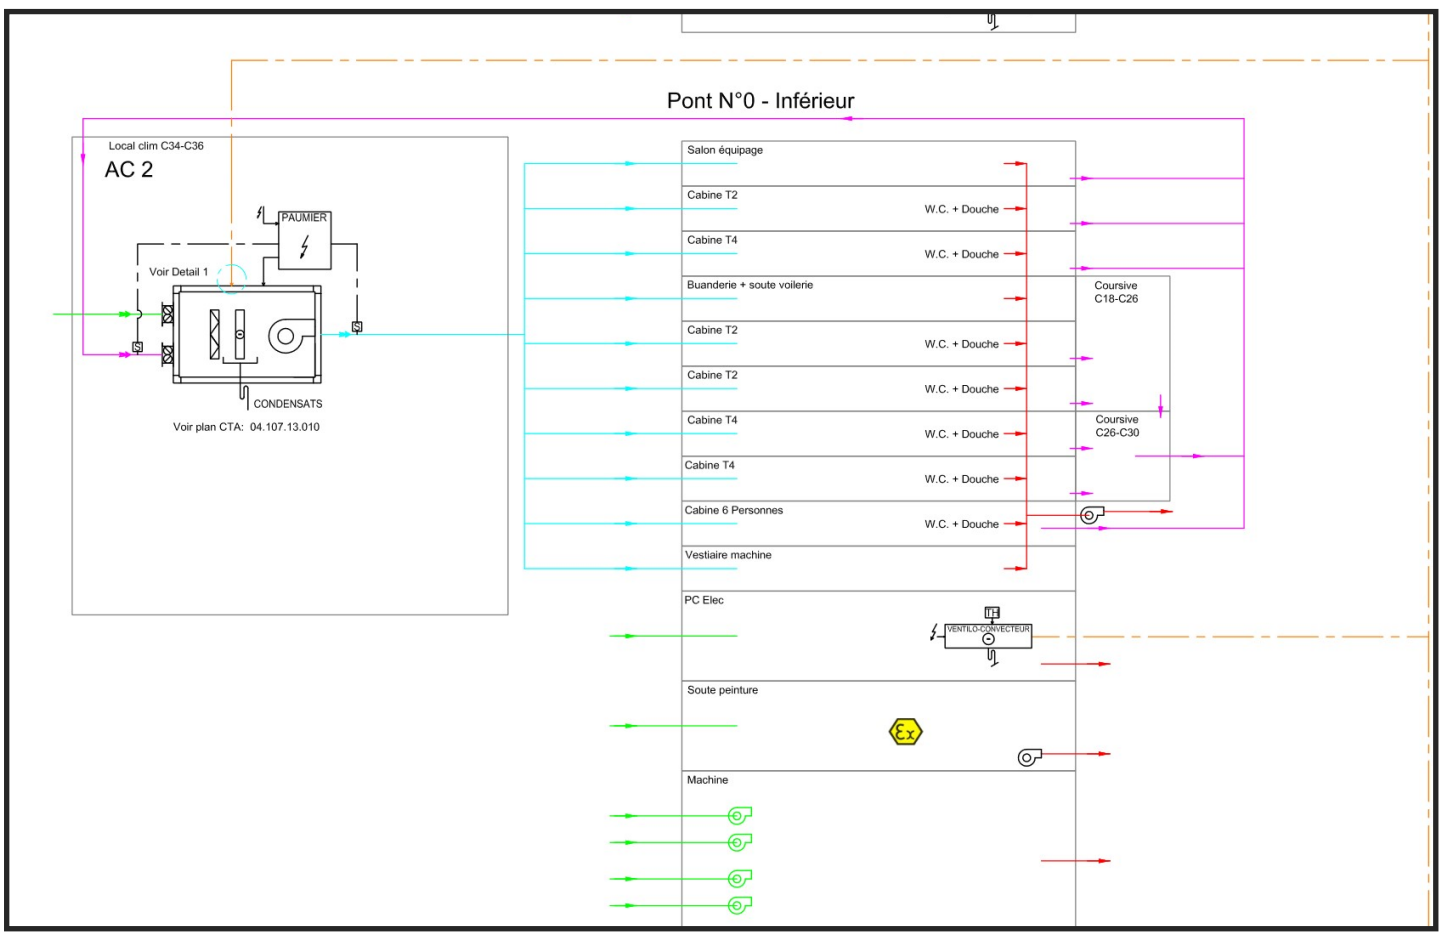 Pont N°0 - Inférieur
Local clim C34-C36
AC 2
PAUMIER
Voir Detail 1
S
S
CONDENSATS
Voir plan CTA:  04.107.13.010
Salon équipage
Cabine T2
W.C. + Douche
Cabine T4
W.C. + Douche
Buanderie + soute voilerie
Coursive
C18-C26
Cabine T2
W.C. + Douche
Cabine T2
W.C. + Douche
Cabine T4
W.C. + Douche
Coursive
C26-C30
Cabine T4
W.C. + Douche
Cabine 6 Personnes
W.C. + Douche
Vestiaire machine
PC Elec
TH
VENTILO-CONVECTEUR
Soute peinture
Ex
Machine